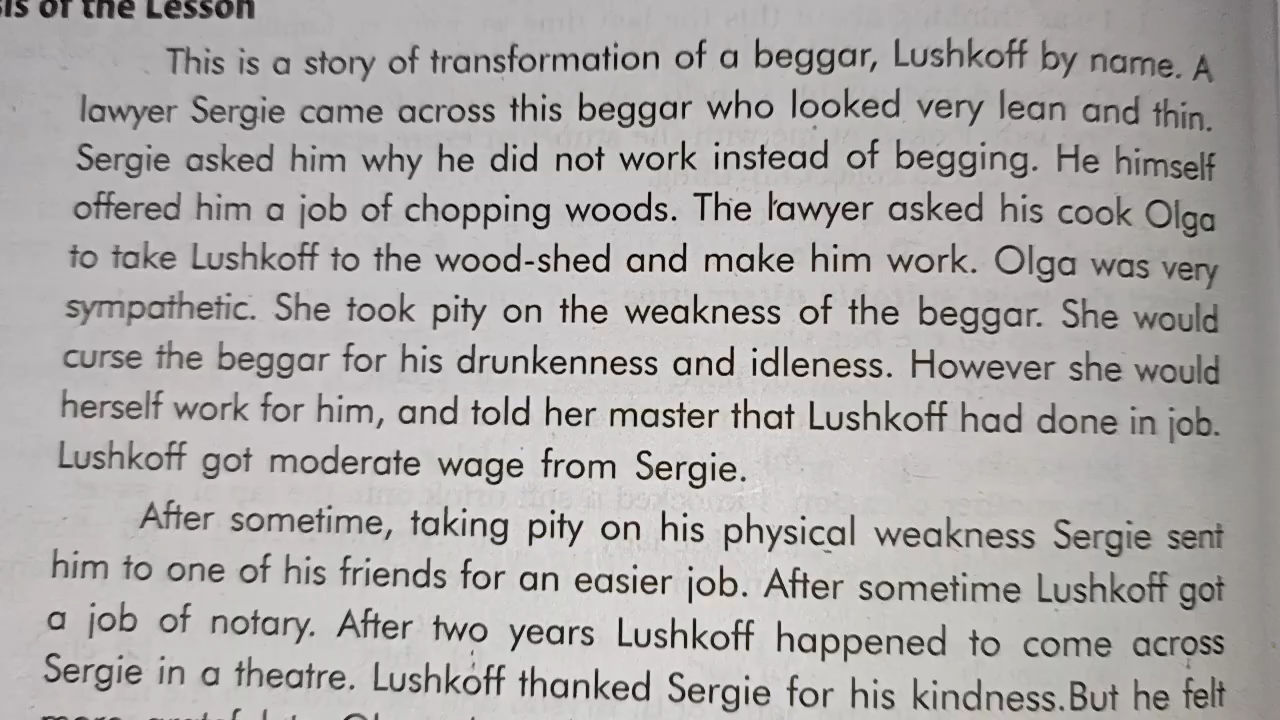 of the Lesson
This is a story of transformation of a beggar, Lushkoff by name. A
lawyer Sergie came across this beggar who looked very lean and thin.
Sergie asked him why he did not work instead of begging. He himself
offered him a job of chopping woods. The lawyer asked his cook Olga
to take Lushkoff to the wood-shed and make him work. Olga was very
sympathetic. She took pity on the weakness of the beggar. She would
curse the beggar for his drunkenness and idleness. However she would
herself work for him, and told her master that Lushkoff had done in job.
Lushkoff got moderate wage from Sergie.
After sometime, taking pity on his physical weakness Sergie sent
him to one of his friends for an easier job. After sometime Lushkoff got
a job of notary. After two years Lushkoff happened to come across
Sergie in a theatre. Lushkoff thanked Sergie for his kindness.But he felt